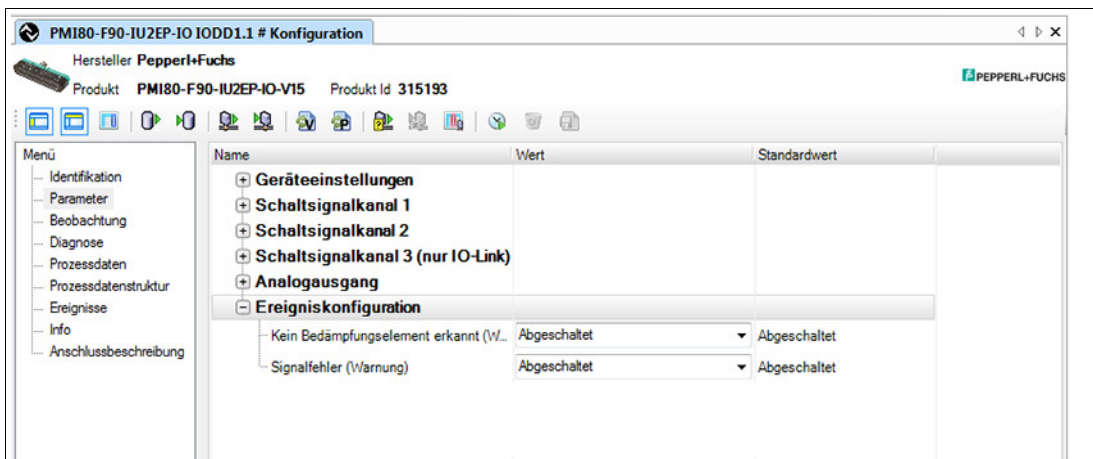 PMI80-F90-IU2EP-IO IODD1.1 # Konfiguration
Hersteller Pepperl+Fuchs
Produkt PMI80-F90-IU2EP-IO-V15 Produkt Id 315193
PEPPERL+FUCHS
Menü
Identifikation
Parameter
Beobachtung
Diagnose
Prozessdaten
Prozessdatenstruktur
Ereignisse
Info
Anschlussbeschreibung
Name Wert Standardwert
Geräteeinstellungen
Schaltsignalkanal 1
Schaltsignalkanal 2
Schaltsignalkanal 3 (nur IO-Link)
Analogausgang
Ereigniskonfiguration
Kein Bedämpfungselement erkannt (W... Abgeschaltet Abgeschaltet
Signalfehler (Warnung) Abgeschaltet Abgeschaltet